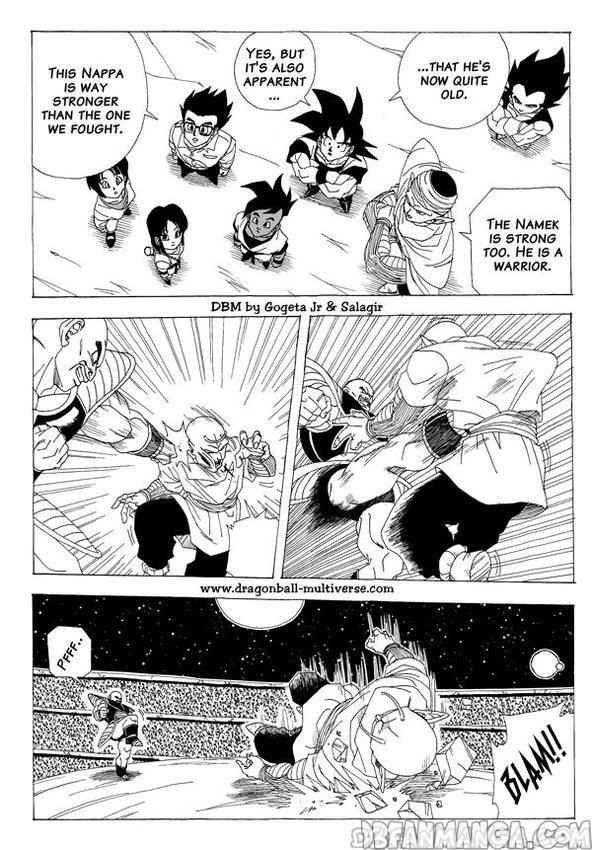 THIS NAPPA
IS WAY
STRONGER
THAN THE ONE
WE FOUGHT.
YES, BUT
IT'S ALSO
APPARENT
...
...THAT HE'S
NOW QUITE
OLD.
THE NAMEK
IS STRONG
TOO. HE IS A
WARRIOR.
DBM by Gogeta Jr & Salagir
www.dragonball-multiverse.com
PFFF..
BLAM!!
DBFANMANGA.COM